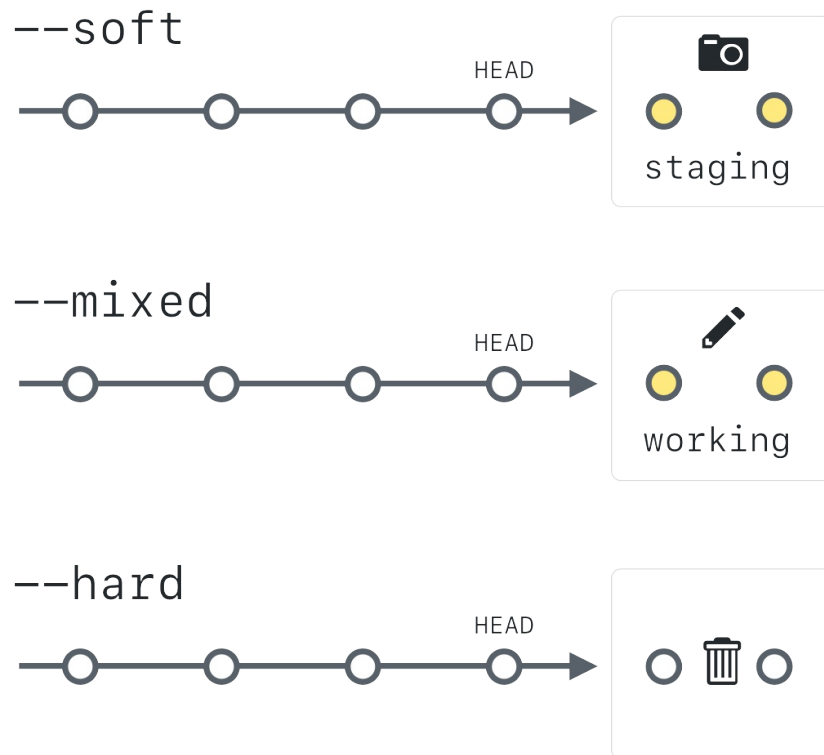 --soft
HEAD
staging
--mixed
HEAD
working
--hard
HEAD